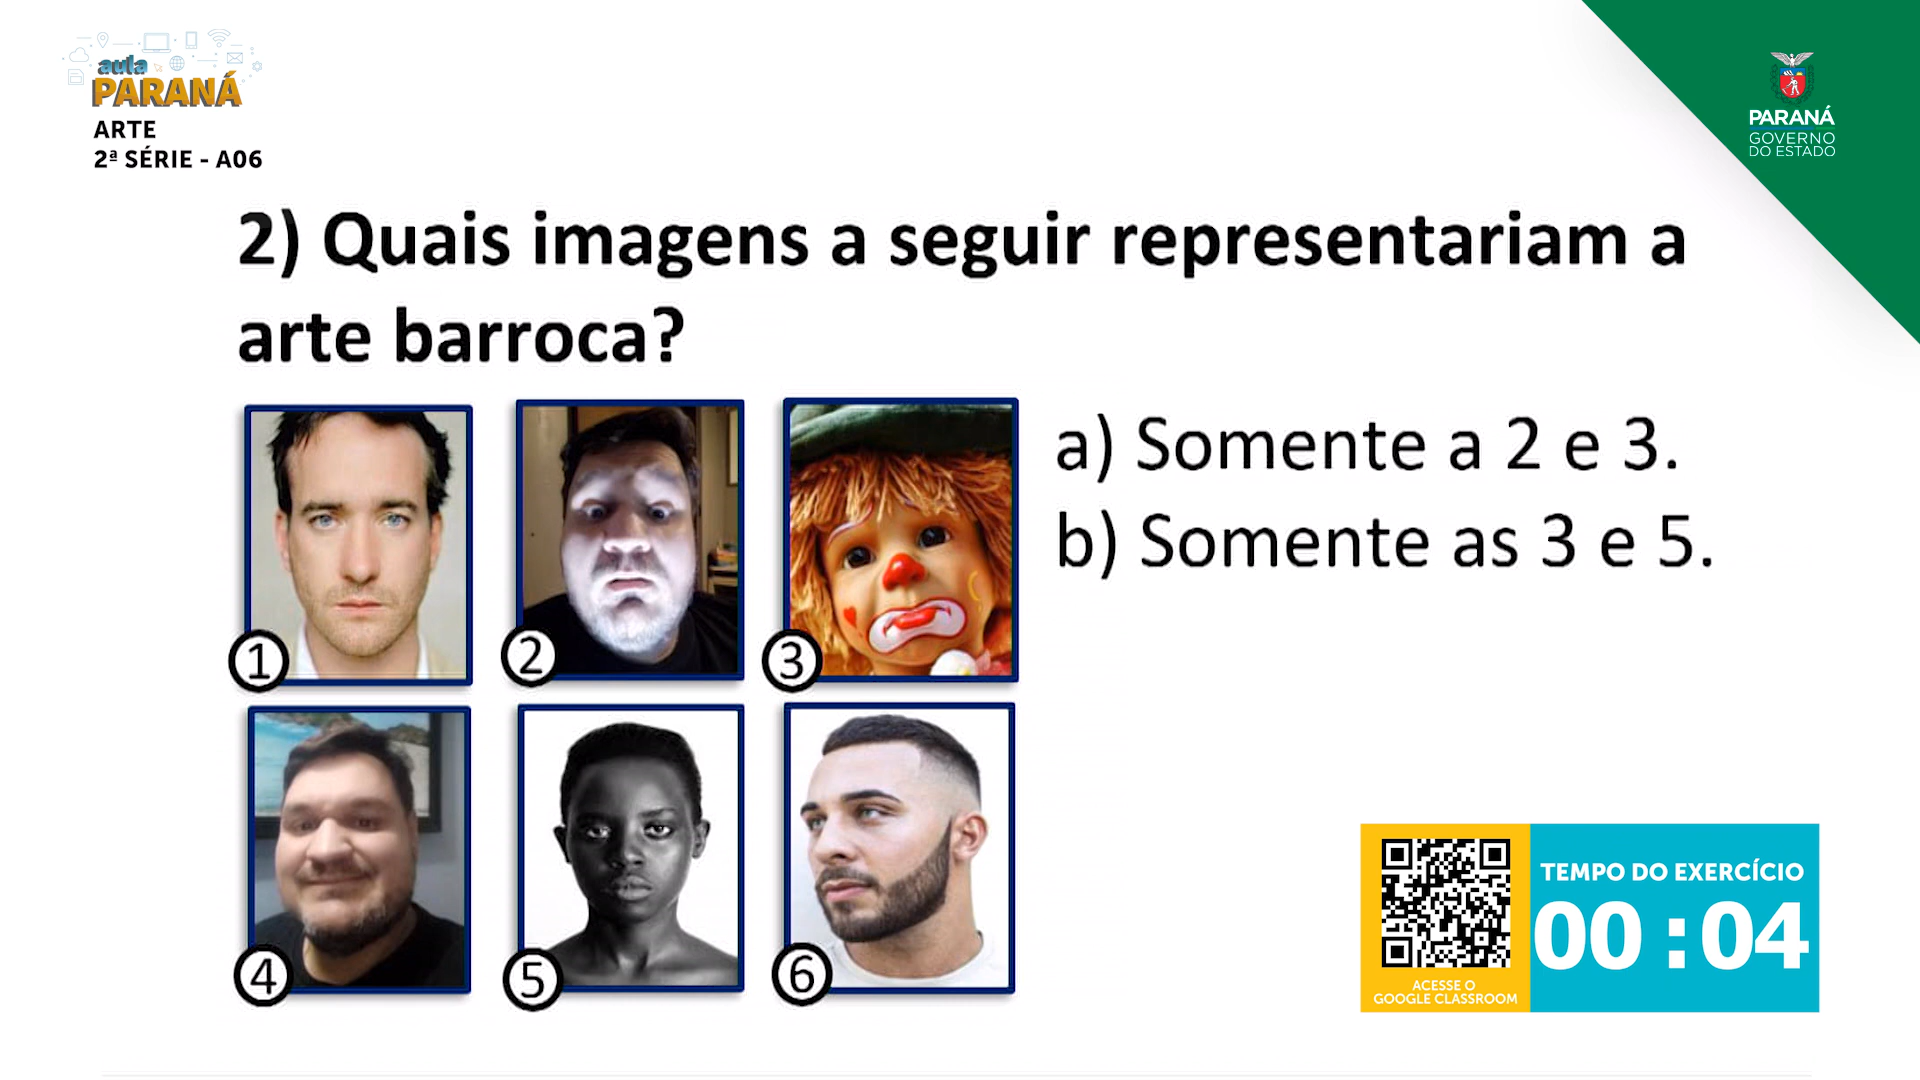 aula
PARANÁ
ARTE
2ª SÉRIE - A06
PARANÁ
GOVERNO
DO ESTADO
2) Quais imagens a seguir representariam a
arte barroca?
a) Somente a 2 e 3.
b) Somente as 3 e 5.
1
2
3
4
5
6
TEMPO DO EXERCÍCIO
00 : 04
ACESSE O
GOOGLE CLASSROOM